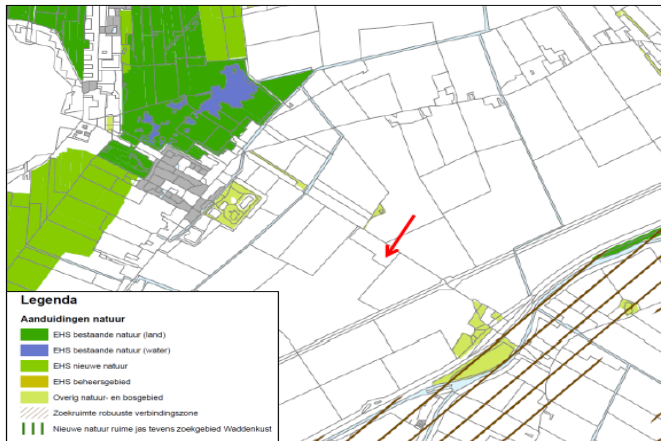 Legenda
Aanduidingen natuur
EHS bestaande natuur (land)
EHS bestaande natuur (water)
EHS nieuwe natuur
EHS beheersgebied
Overig natuur- en bosgebied
Zoekruimte robuuste verbindingszone
Nieuwe natuur ruime jas tevens zoekgebied Waddenkust